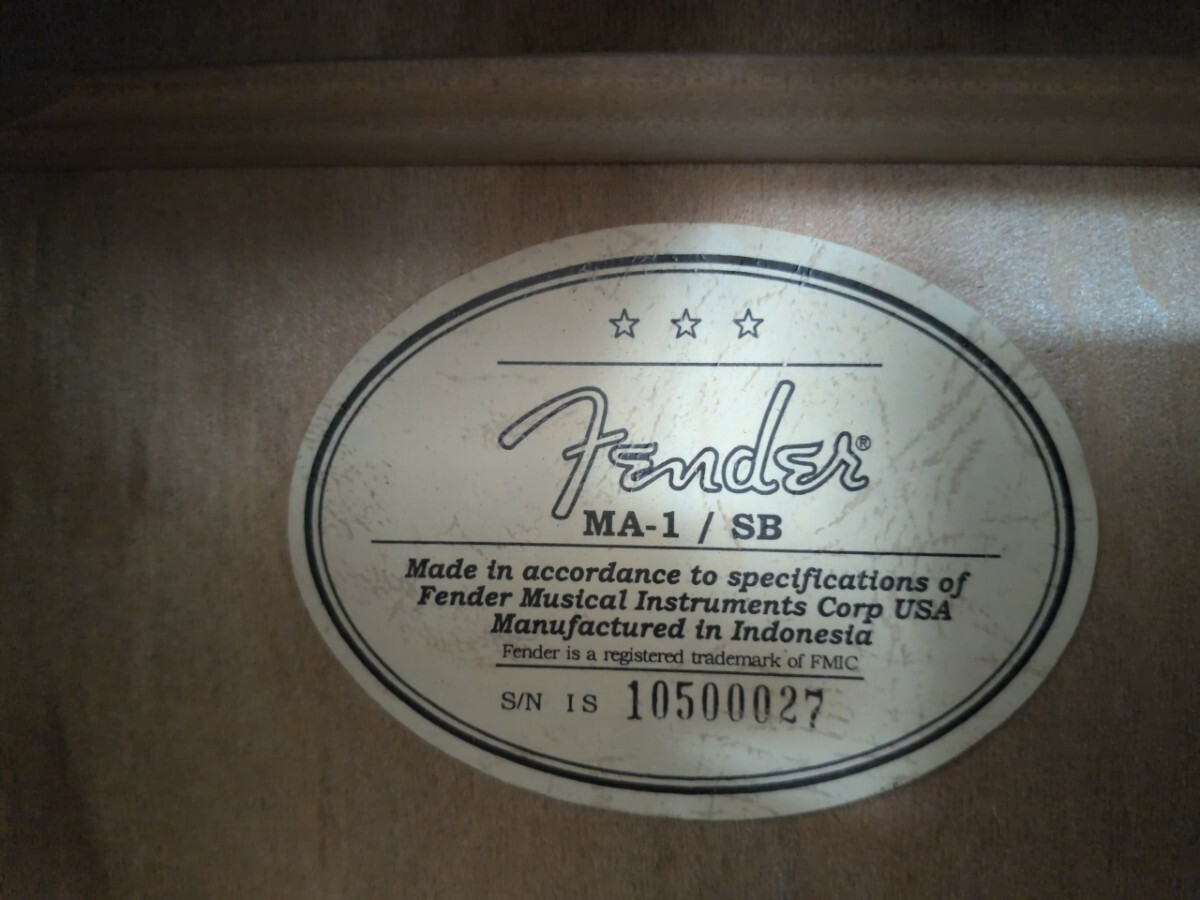 Fender®
MA-1 / SB
Made in accordance to specifications of
Fender Musical Instruments Corp USA
Manufactured in Indonesia
Fender is a registered trademark of FMIC
S/N IS 10500027